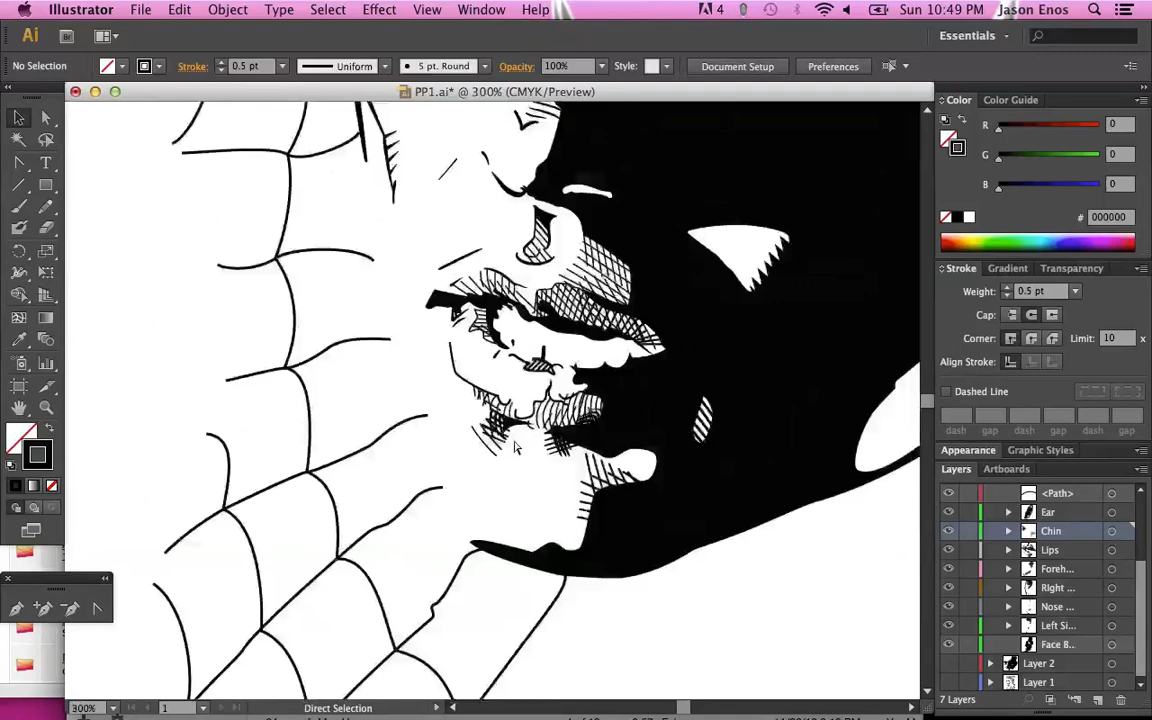 Illustrator File Edit Object Type Select Effect View Window Help 4 Sun 10:49 PM Jason Enos
Ai Br Essentials
No Selection Stroke: 0.5 pt Uniform 5 pt. Round Opacity: 100% Style: Document Setup Preferences
PP1.ai* @ 300% (CMYK/Preview)
Color Color Guide
R 0
G 0
B 0
# 000000
Stroke Gradient Transparency
Weight: 0.5 pt
Cap:
Corner: Limit: 10 x
Align Stroke:
Dashed Line
dash gap dash gap dash gap
Appearance Graphic Styles
Layers Artboards
<Path>
Ear
Chin
Lips
Foreh...
RIght ...
Nose ...
Left Si...
Face B...
Layer 2
Layer 1
7 Layers
300% 1 Direct Selection